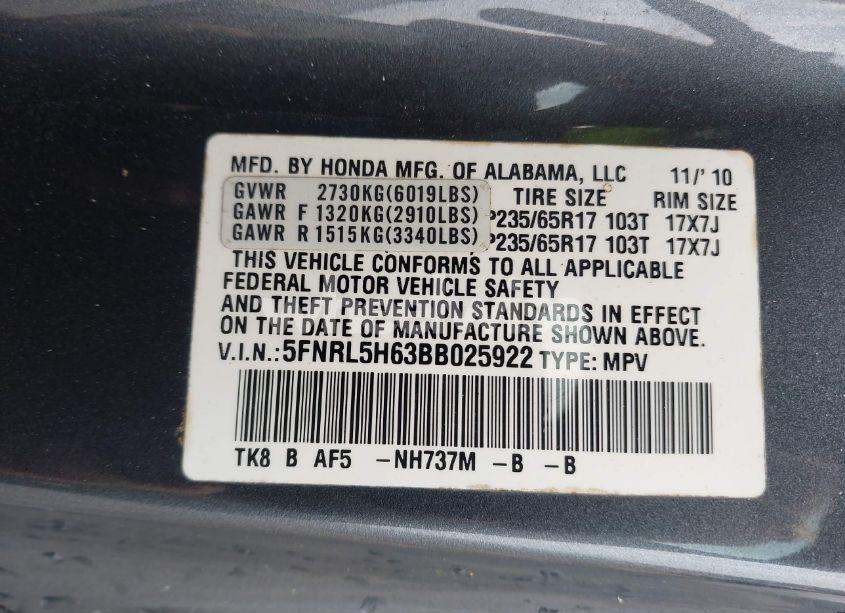 MFD. BY HONDA MFG. OF ALABAMA, LLC 11/'10
GVWR 2730KG(6019LBS) TIRE SIZE RIM SIZE
GAWR F 1320KG(2910LBS) P235/65R17 103T 17X7J
GAWR R 1515KG(3340LBS) P235/65R17 103T 17X7J
THIS VEHICLE CONFORMS TO ALL APPLICABLE
FEDERAL MOTOR VEHICLE SAFETY
AND THEFT PREVENTION STANDARDS IN EFFECT
ON THE DATE OF MANUFACTURE SHOWN ABOVE.
V.I.N.: 5FNRL5H63BB025922 TYPE: MPV
TK8 B AF5 -NH737M -B -B